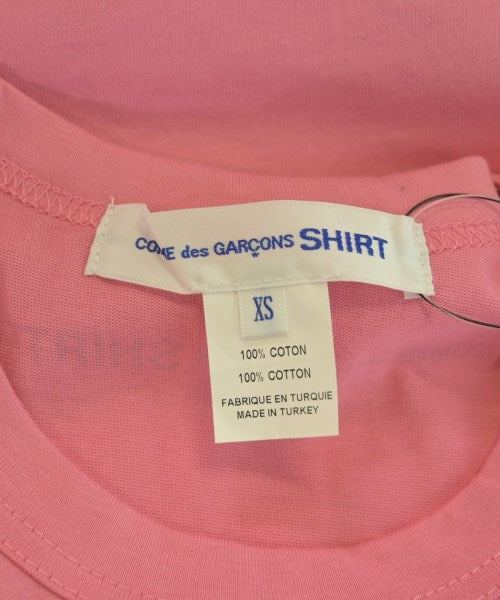 COMME des GARÇONS SHIRT
XS
100% COTON
100% COTTON
FABRIQUE EN TURQUIE
MADE IN TURKEY